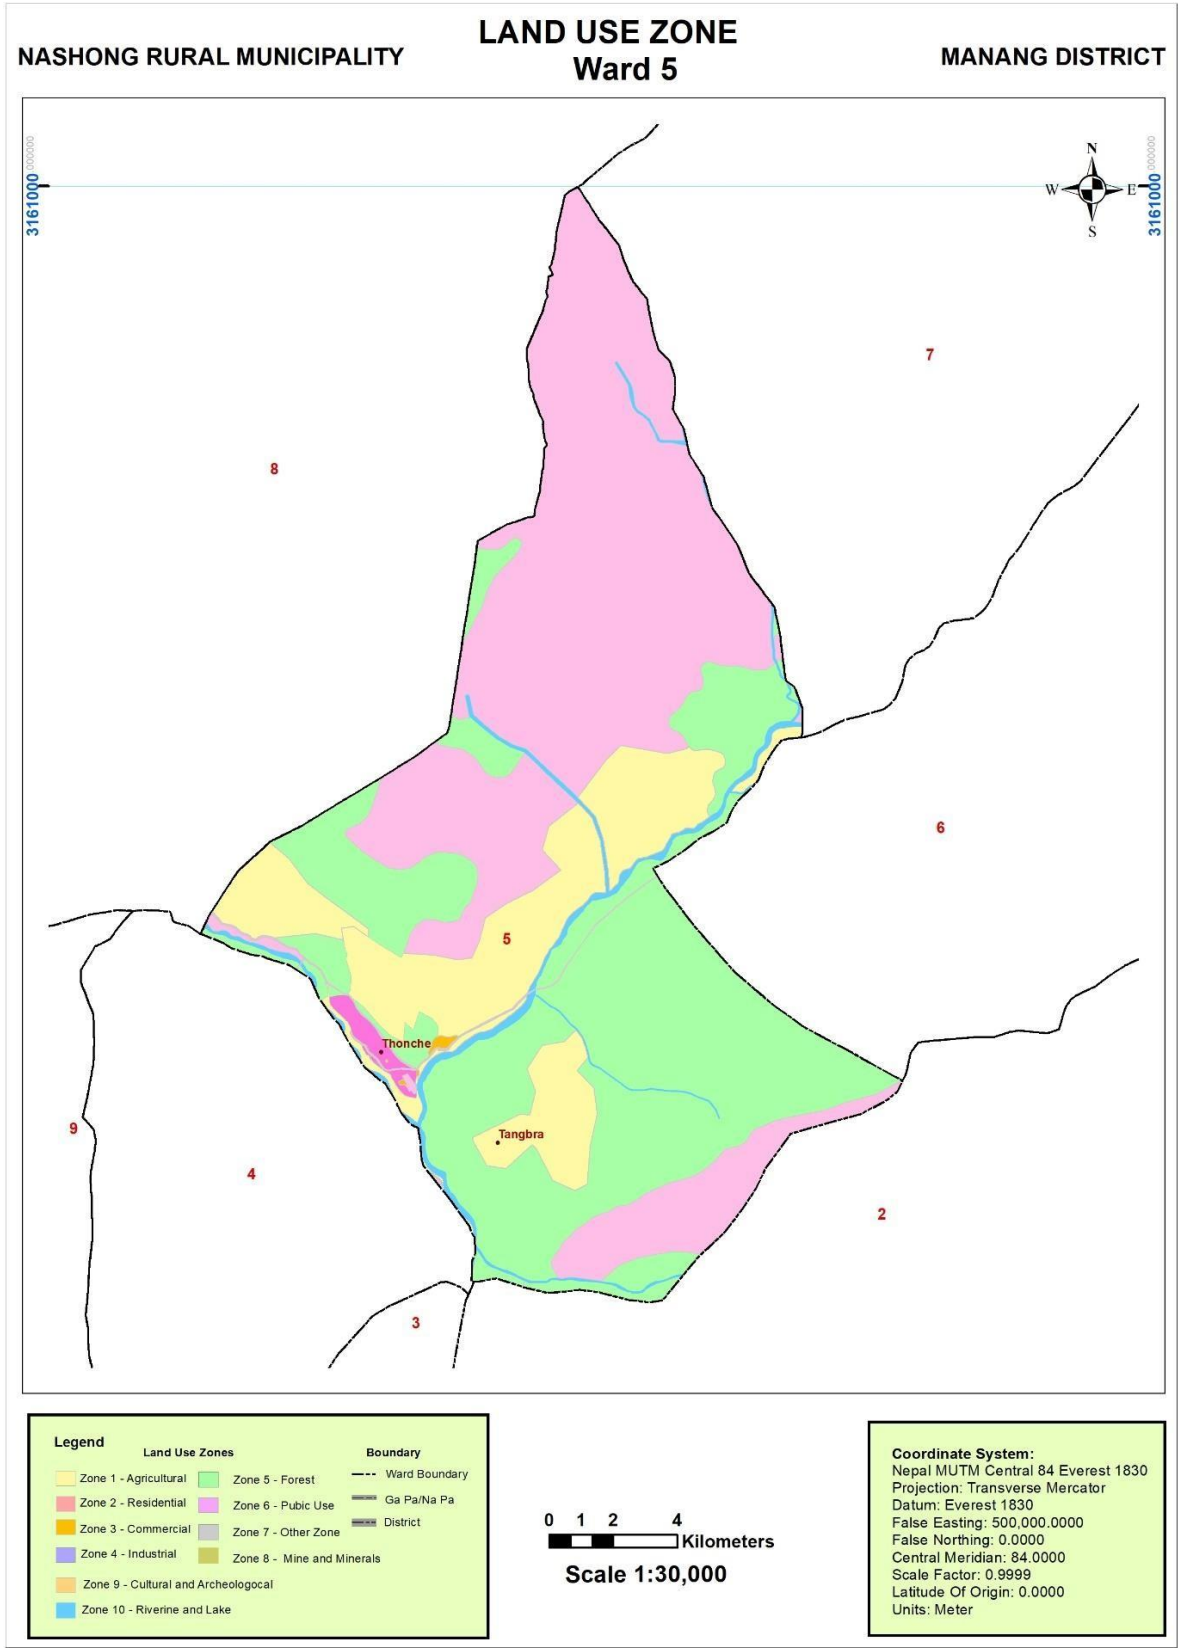 LAND USE ZONE
NASHONG RURAL MUNICIPALITY
Ward 5
MANANG DISTRICT
3161000.000000
3161000.000000
N
W
E
S
7
8
6
5
Thonche
Tangbra
9
4
2
3
Legend
Land Use Zones
Boundary
Zone 1 - Agricultural
Zone 5 - Forest
Ward Boundary
Zone 2 - Residential
Zone 6 - Pubic Use
Ga Pa/Na Pa
Zone 3 - Commercial
Zone 7 - Other Zone
District
Zone 4 - Industrial
Zone 8 - Mine and Minerals
Zone 9 - Cultural and Archeologocal
Zone 10 - Riverine and Lake
0 1 2 4
Kilometers
Scale 1:30,000
Coordinate System:
Nepal MUTM Central 84 Everest 1830
Projection: Transverse Mercator
Datum: Everest 1830
False Easting: 500,000.0000
False Northing: 0.0000
Central Meridian: 84.0000
Scale Factor: 0.9999
Latitude Of Origin: 0.0000
Units: Meter